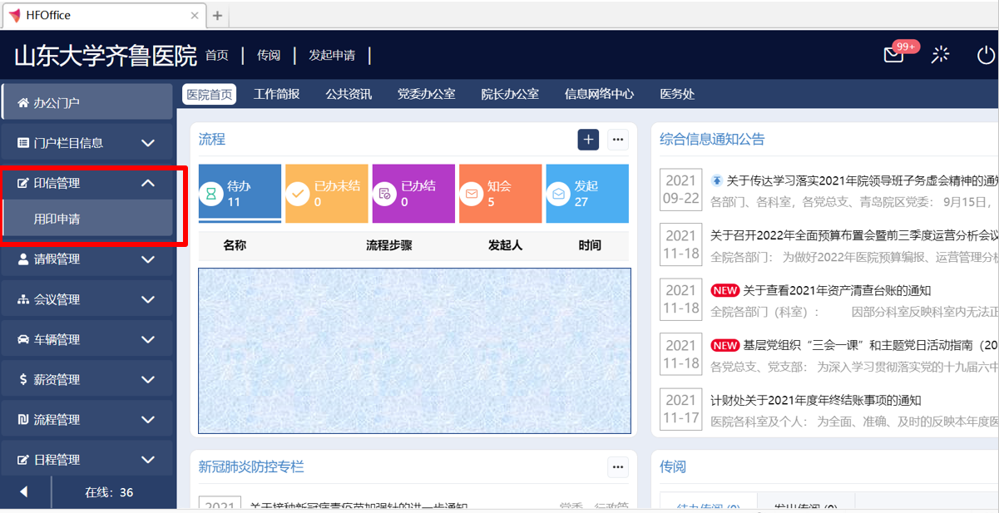 HFOffice
山东大学齐鲁医院 首页 | 传阅 | 发起申请 |
99+
办公门户
门户栏目信息
印信管理
用印申请
请假管理
会议管理
车辆管理
薪资管理
流程管理
日程管理
在线：36
医院首页 工作简报 公共资讯 党委办公室 院长办公室 信息网络中心 医务处
流程
待办 11
已办未结 0
已办结 0
知会 5
发起 27
名称 流程步骤 发起人 时间
新冠肺炎防控专栏
2021 关于接种新冠病毒疫苗加强针的进一步通知
综合信息通知公告
2021 09-22
关于传达学习落实2021年院领导班子务虚会精神的通
各部门、各科室，各党总支、青岛院区党委： 9月15日，
2021 11-18
关于召开2022年全面预算布置会暨前三季度运营分析会议
全院各部门： 为做好2022年医院预算编报、运营管理分
2021 11-18
NEW 关于查看2021年资产清查台账的通知
全院各部门（科室）： 因部分科室反映科室内无法正
2021 11-18
NEW 基层党组织“三会一课”和主题党日活动指南（20
各党总支、党支部： 为深入学习贯彻落实党的十九届六中
2021 11-17
计财处关于2021年度年终结账事项的通知
医院各科室及个人： 为全面、准确、及时的反映本年度医
传阅